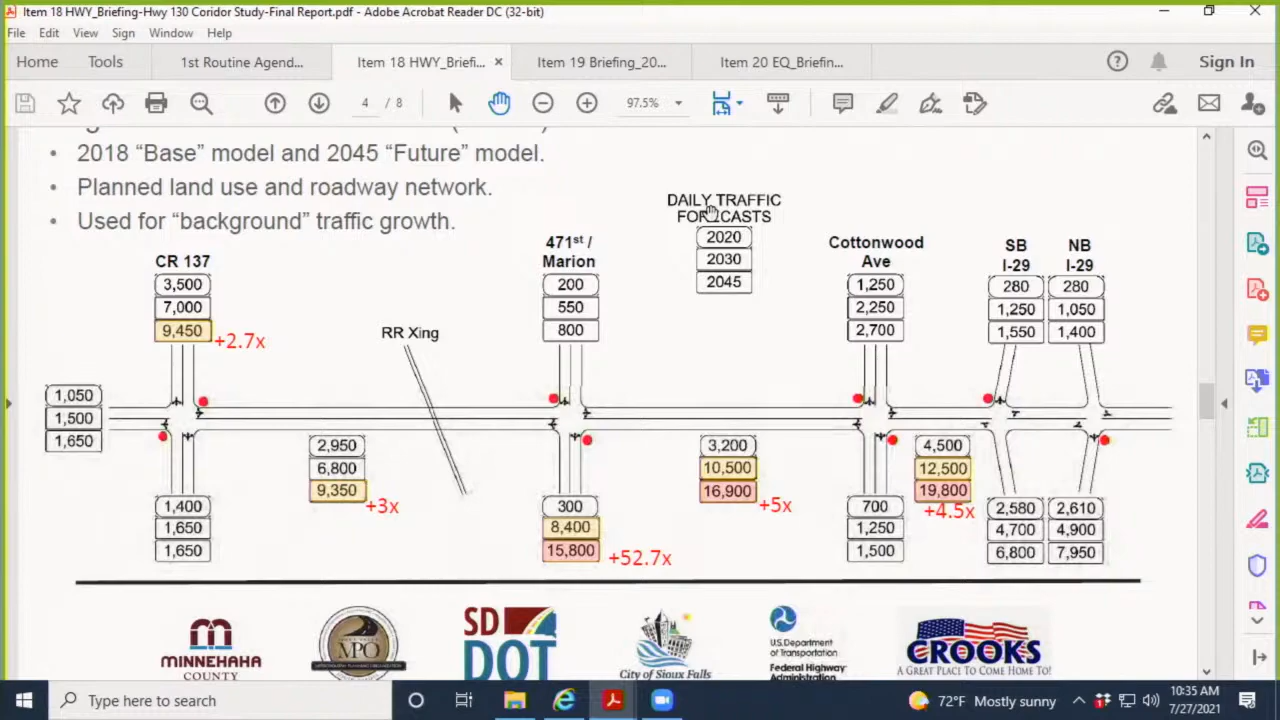 Item 18 HWY_Briefing-Hwy 130 Coridor Study-Final Report.pdf - Adobe Acrobat Reader DC (32-bit)
File Edit View Sign Window Help
Home Tools 1st Routine Agend... Item 18 HWY_Briefi... × Item 19 Briefing_20... Item 20 EQ_Briefin... Sign In
4 / 8 97.5%
• 2018 “Base” model and 2045 “Future” model.
• Planned land use and roadway network.
• Used for “background” traffic growth.
DAILY TRAFFIC
FORECASTS
2020
2030
2045
CR 137
3,500
7,000
9,450
+2.7x
RR Xing
471st /
Marion
200
550
800
Cottonwood
Ave
1,250
2,250
2,700
SB
I-29
280
1,250
1,550
NB
I-29
280
1,050
1,400
1,050
1,500
1,650
2,950
6,800
9,350
+3x
3,200
10,500
16,900
+5x
4,500
12,500
19,800
+4.5x
1,400
1,650
1,650
300
8,400
15,800
+52.7x
700
1,250
1,500
2,580
4,700
6,800
2,610
4,900
7,950
MINNEHAHA
COUNTY
MPO
SD
DOT
City of Sioux Falls
U.S. Department
of Transportation
Federal Highway
Administration
CROOKS
A GREAT PLACE TO COME HOME TO!
Type here to search
72°F Mostly sunny
10:35 AM
7/27/2021